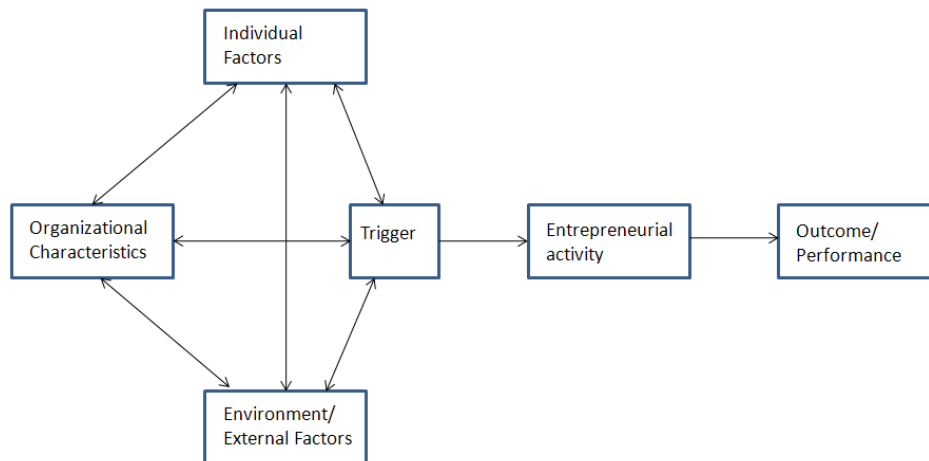 Individual
Factors
Organizational
Characteristics
Trigger
Entrepreneurial
activity
Outcome/
Performance
Environment/
External Factors